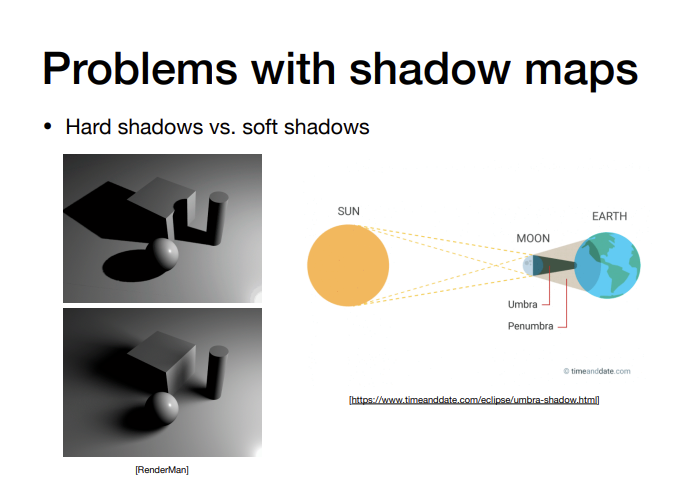 Problems with shadow maps
• Hard shadows vs. soft shadows
SUN
EARTH
MOON
Umbra
Penumbra
© timeanddate.com
[https://www.timeanddate.com/eclipse/umbra-shadow.html]
[RenderMan]